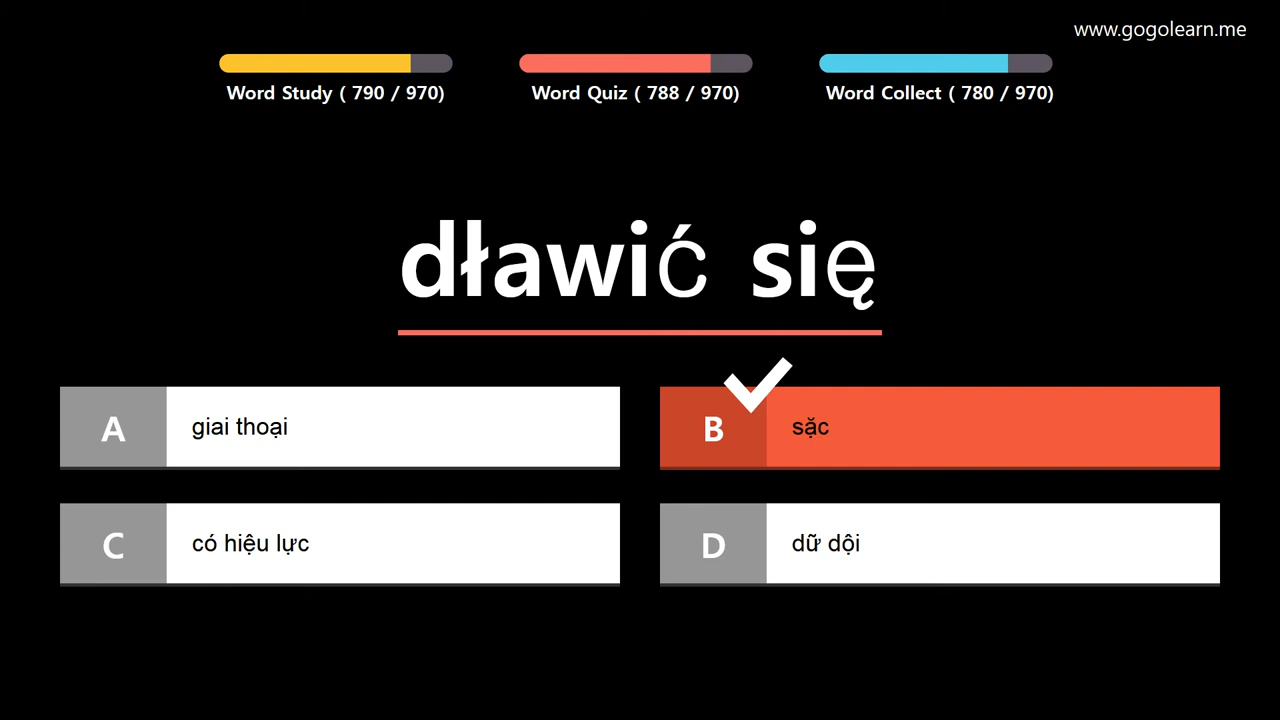 www.gogolearn.me
Word Study ( 790 / 970)
Word Quiz ( 788 / 970)
Word Collect ( 780 / 970)
dławić się
A giai thoại
B sặc
C có hiệu lực
D dữ dội